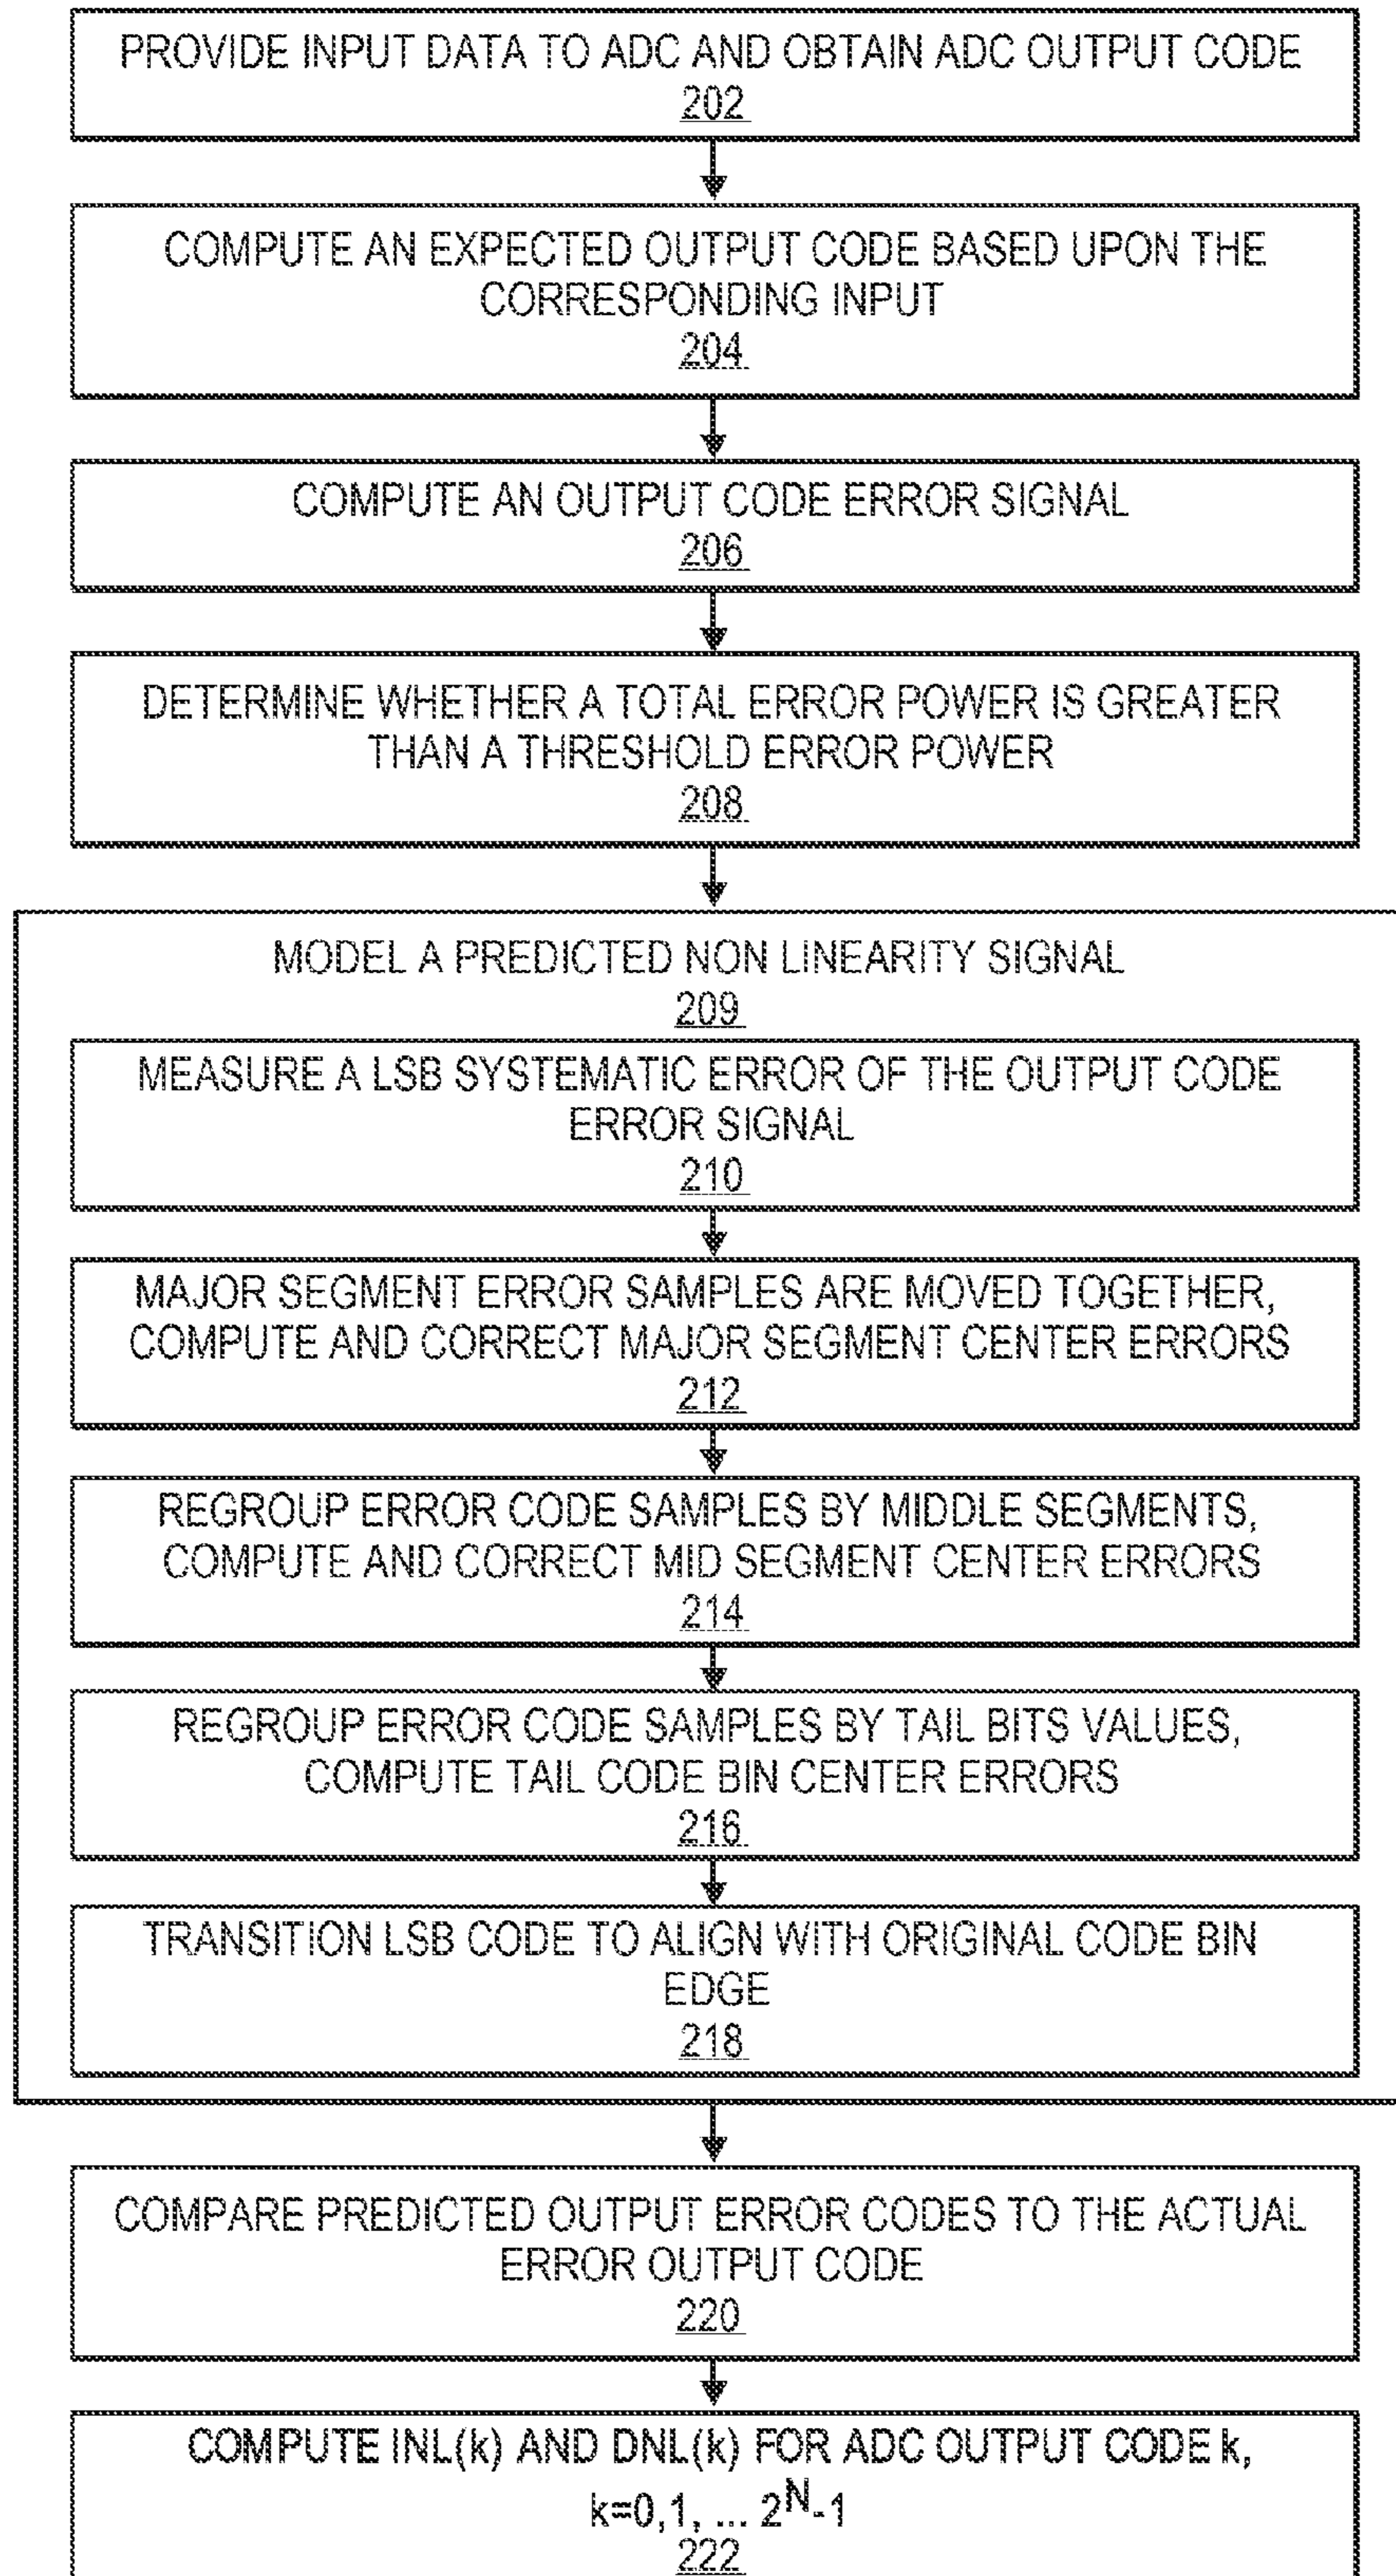 PROVIDE INPUT DATA TO ADC AND OBTAIN ADC OUTPUT CODE
202
COMPUTE AN EXPECTED OUTPUT CODE BASED UPON THE
CORRESPONDING INPUT
204
COMPUTE AN OUTPUT CODE ERROR SIGNAL
206
DETERMINE WHETHER A TOTAL ERROR POWER IS GREATER
THAN A THRESHOLD ERROR POWER
208
MODEL A PREDICTED NON LINEARITY SIGNAL
209
MEASURE A LSB SYSTEMATIC ERROR OF THE OUTPUT CODE
ERROR SIGNAL
210
MAJOR SEGMENT ERROR SAMPLES ARE MOVED TOGETHER,
COMPUTE AND CORRECT MAJOR SEGMENT CENTER ERRORS
212
REGROUP ERROR CODE SAMPLES BY MIDDLE SEGMENTS,
COMPUTE AND CORRECT MID SEGMENT CENTER ERRORS
214
REGROUP ERROR CODE SAMPLES BY TAIL BITS VALUES,
COMPUTE TAIL CODE BIN CENTER ERRORS
216
TRANSITION LSB CODE TO ALIGN WITH ORIGINAL CODE BIN
EDGE
218
COMPARE PREDICTED OUTPUT ERROR CODES TO THE ACTUAL
ERROR OUTPUT CODE
220
COMPUTE INL(k) AND DNL(k) FOR ADC OUTPUT CODE k,
k=0,1, ... 2^N-1
222